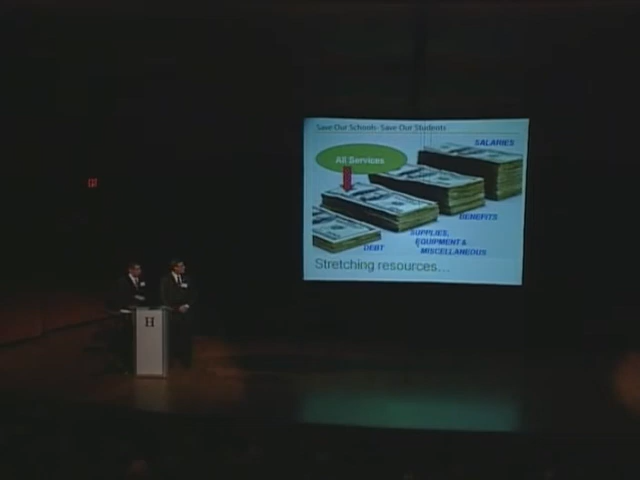 Save Our Schools- Save Our Students
SALARIES
All Services
BENEFITS
SUPPLIES,
EQUIPMENT &
MISCELLANEOUS
DEBT
Stretching resources...
H